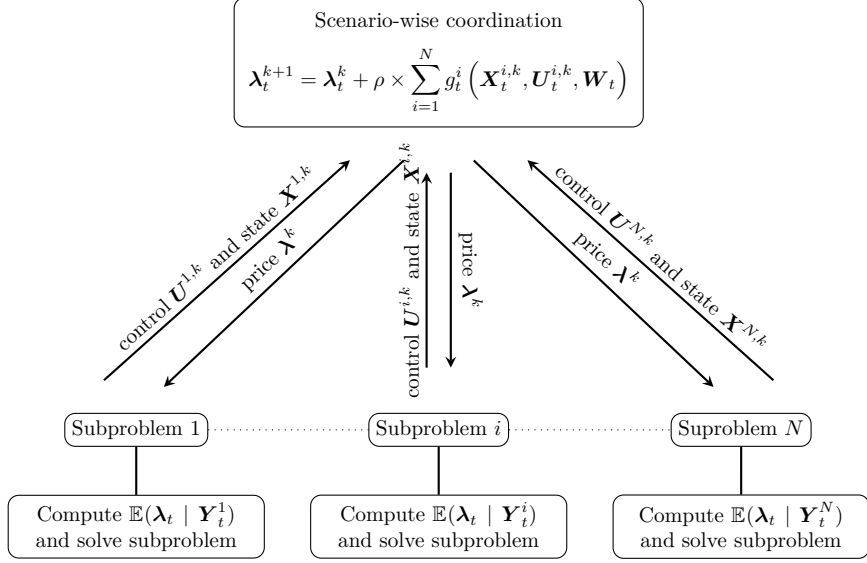 Scenario-wise coordination
𝝀_t^{k+1} = 𝝀_t^k + ρ × ∑_{i=1}^{N} g_t^i (𝑿_t^{i,k}, 𝑼_t^{i,k}, 𝑾_t)
control 𝑼^{1,k} and state 𝑿^{1,k}
price 𝝀^k
control 𝑼^{i,k} and state 𝑿^{i,k}
price 𝝀^k
control 𝑼^{N,k} and state 𝑿^{N,k}
price 𝝀^k
Subproblem 1
Subproblem i
Suproblem N
Compute 𝔼(𝝀_t | 𝒀_t^1)
and solve subproblem
Compute 𝔼(𝝀_t | 𝒀_t^i)
and solve subproblem
Compute 𝔼(𝝀_t | 𝒀_t^N)
and solve subproblem